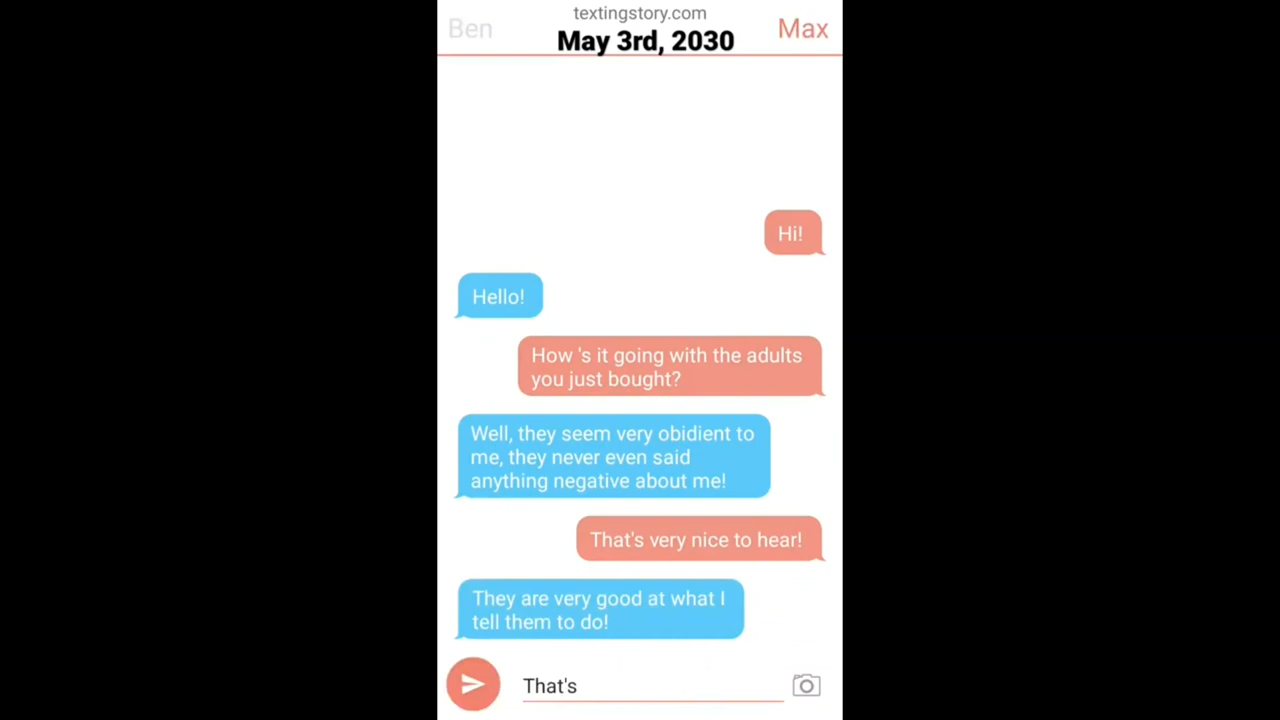 textingstory.com
Ben
May 3rd, 2030
Max
Hi!
Hello!
How 's it going with the adults
you just bought?
Well, they seem very obidient to
me, they never even said
anything negative about me!
That's very nice to hear!
They are very good at what I
tell them to do!
That's